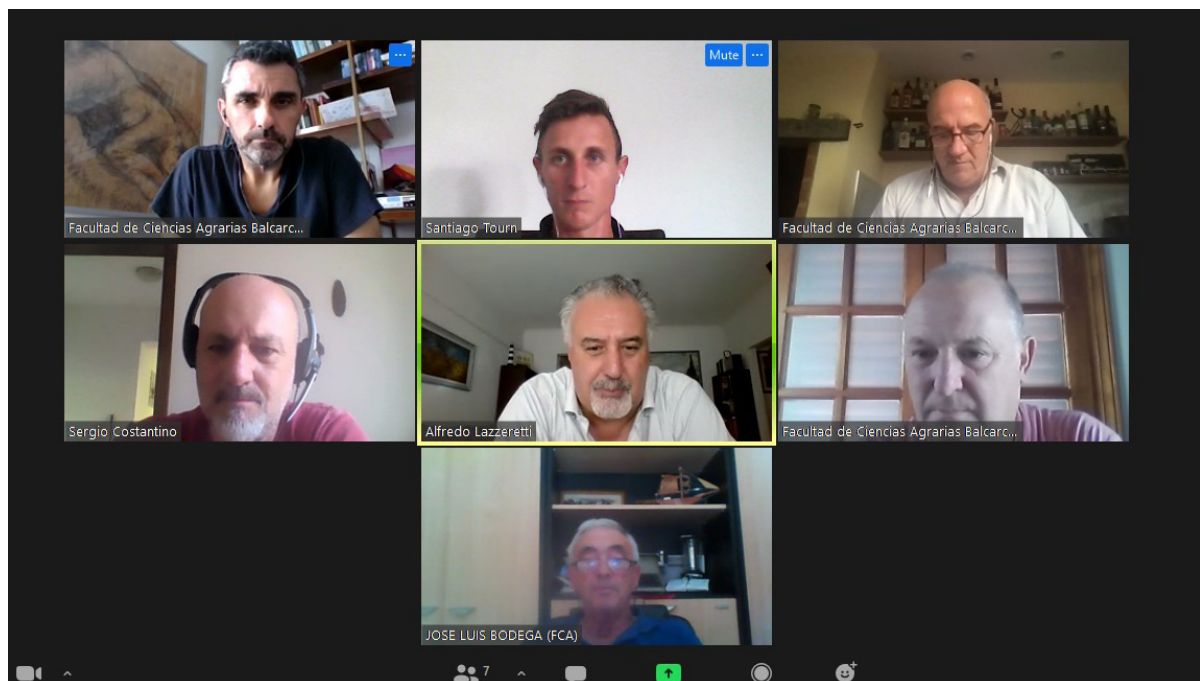 ...
Mute ...
Facultad de Ciencias Agrarias Balcarc...
Santiago Tourn
Facultad de Ciencias Agrarias Balcarc...
Sergio Costantino
Alfredo Lazzeretti
Facultad de Ciencias Agrarias Balcarc...
JOSE LUIS BODEGA (FCA)
7